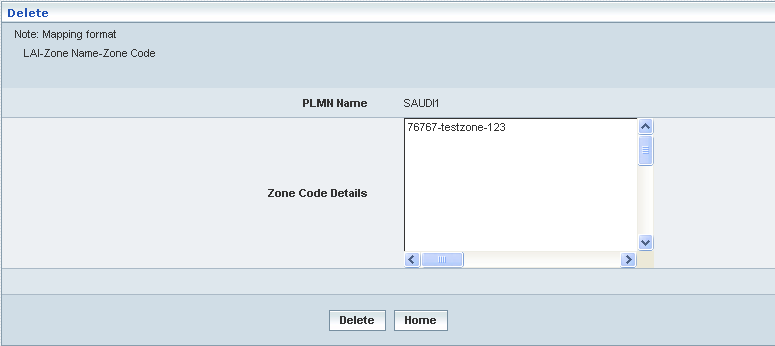 Delete
Note: Mapping format
LAI-Zone Name-Zone Code
PLMN Name SAUDI1
76767-testzone-123
Zone Code Details
Delete Home